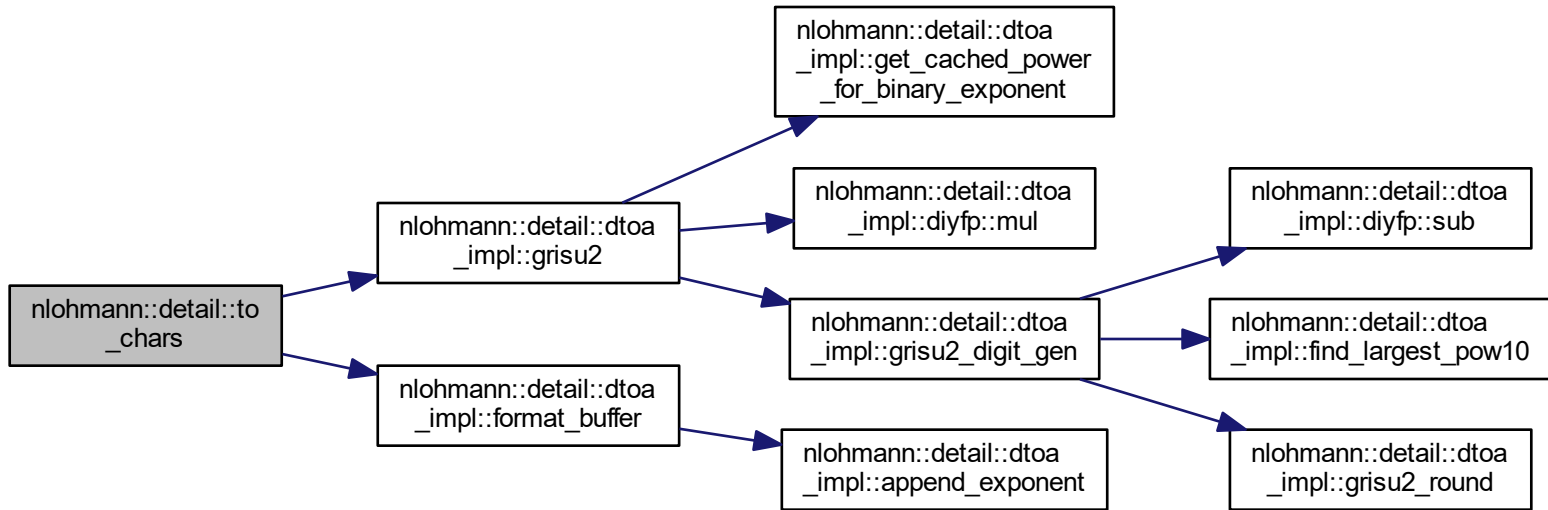 nlohmann::detail::to
_chars
nlohmann::detail::dtoa
_impl::grisu2
nlohmann::detail::dtoa
_impl::format_buffer
nlohmann::detail::dtoa
_impl::get_cached_power
_for_binary_exponent
nlohmann::detail::dtoa
_impl::diyfp::mul
nlohmann::detail::dtoa
_impl::grisu2_digit_gen
nlohmann::detail::dtoa
_impl::append_exponent
nlohmann::detail::dtoa
_impl::diyfp::sub
nlohmann::detail::dtoa
_impl::find_largest_pow10
nlohmann::detail::dtoa
_impl::grisu2_round